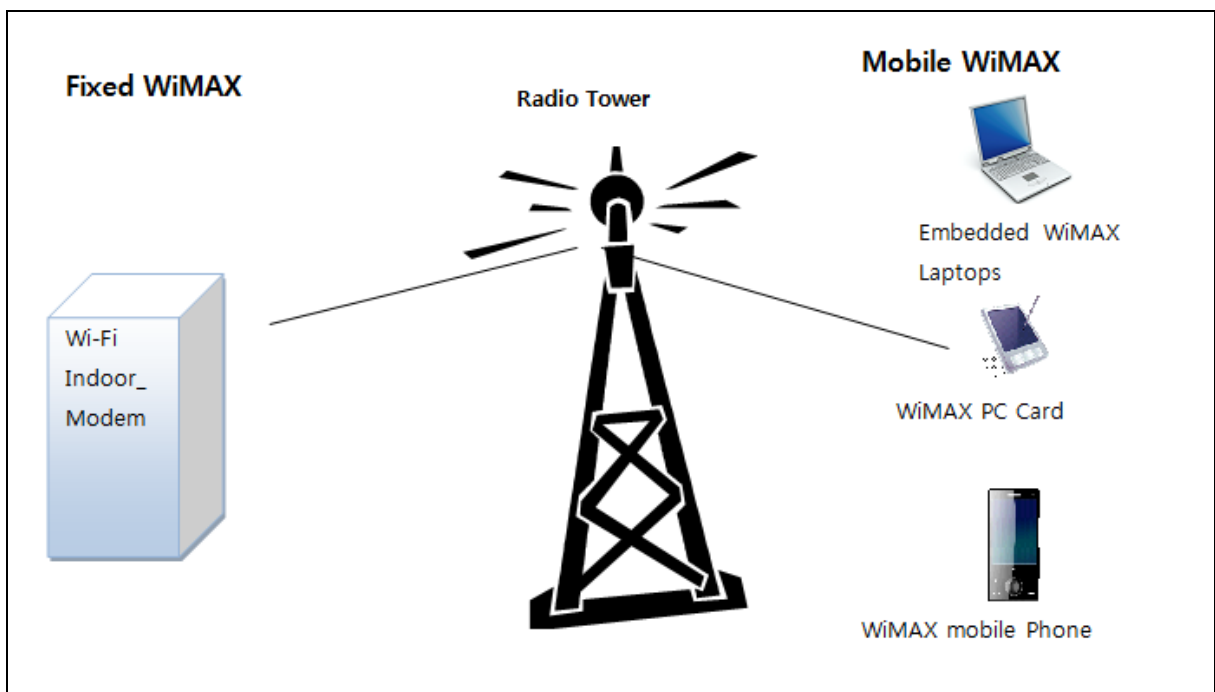 Fixed WiMAX
Radio Tower
Mobile WiMAX
Wi-Fi
Indoor_
Modem
Embedded WiMAX
Laptops
WiMAX PC Card
WiMAX mobile Phone